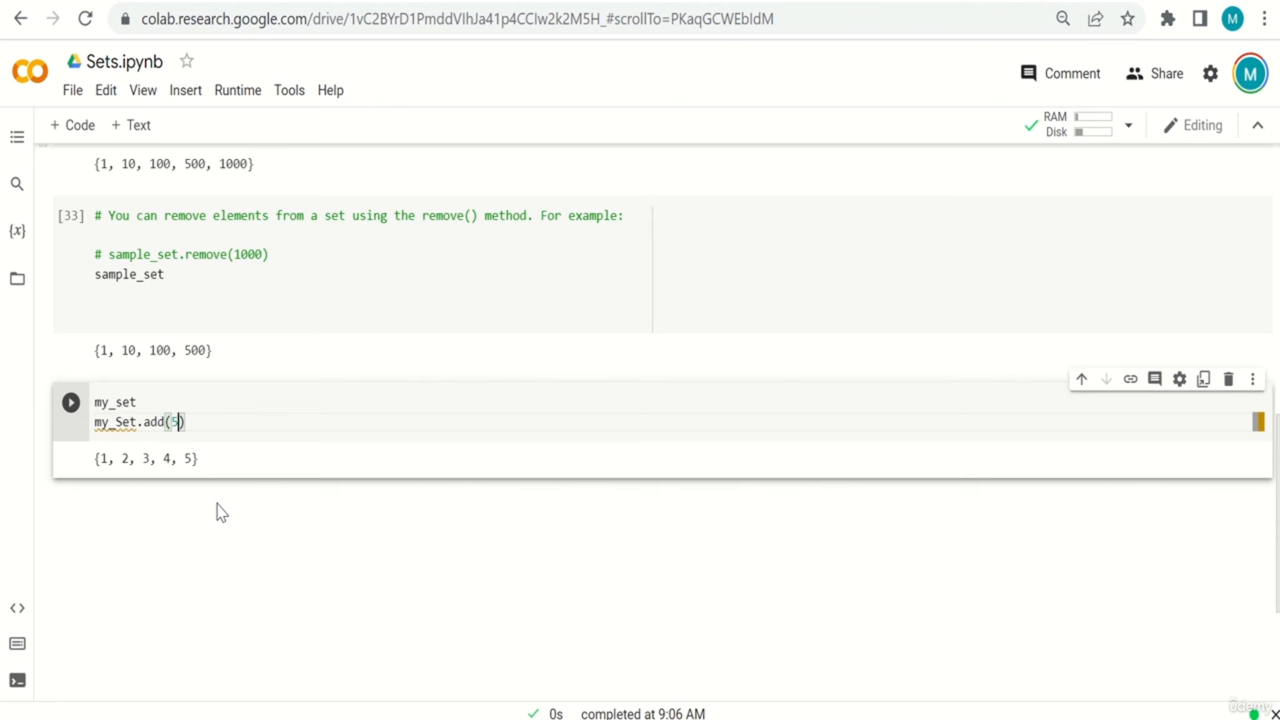 colab.research.google.com/drive/1vC2BYrD1PmddVIhJa41p4CCIw2k2M5H_#scrollTo=PKaqGCWEbIdM
M
Sets.ipynb
Comment
Share
M
File Edit View Insert Runtime Tools Help
+ Code + Text
RAM
Disk
Editing
{1, 10, 100, 500, 1000}
[33] # You can remove elements from a set using the remove() method. For example:
# sample_set.remove(1000)
sample_set
{1, 10, 100, 500}
my_set
my_Set.add(5)
{1, 2, 3, 4, 5}
{x}
0s completed at 9:06 AM
ûdemy